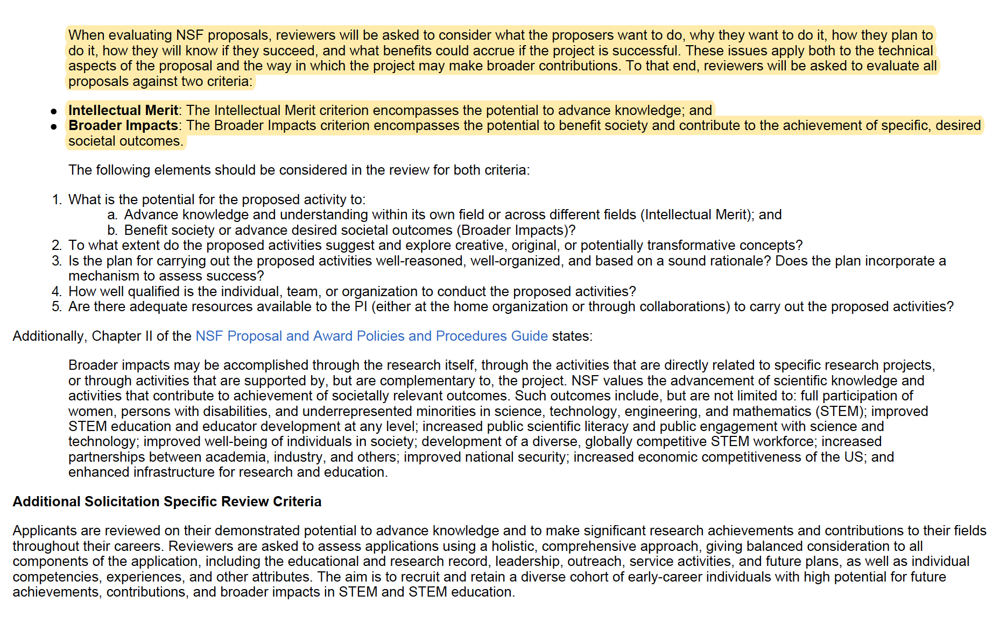 When evaluating NSF proposals, reviewers will be asked to consider what the proposers want to do, why they want to do it, how they plan to
do it, how they will know if they succeed, and what benefits could accrue if the project is successful. These issues apply both to the technical
aspects of the proposal and the way in which the project may make broader contributions. To that end, reviewers will be asked to evaluate all
proposals against two criteria:
● Intellectual Merit: The Intellectual Merit criterion encompasses the potential to advance knowledge; and
● Broader Impacts: The Broader Impacts criterion encompasses the potential to benefit society and contribute to the achievement of specific, desired
societal outcomes.
The following elements should be considered in the review for both criteria:
1. What is the potential for the proposed activity to:
a. Advance knowledge and understanding within its own field or across different fields (Intellectual Merit); and
b. Benefit society or advance desired societal outcomes (Broader Impacts)?
2. To what extent do the proposed activities suggest and explore creative, original, or potentially transformative concepts?
3. Is the plan for carrying out the proposed activities well-reasoned, well-organized, and based on a sound rationale? Does the plan incorporate a
mechanism to assess success?
4. How well qualified is the individual, team, or organization to conduct the proposed activities?
5. Are there adequate resources available to the PI (either at the home organization or through collaborations) to carry out the proposed activities?
Additionally, Chapter II of the NSF Proposal and Award Policies and Procedures Guide states:
Broader impacts may be accomplished through the research itself, through the activities that are directly related to specific research projects,
or through activities that are supported by, but are complementary to, the project. NSF values the advancement of scientific knowledge and
activities that contribute to achievement of societally relevant outcomes. Such outcomes include, but are not limited to: full participation of
women, persons with disabilities, and underrepresented minorities in science, technology, engineering, and mathematics (STEM); improved
STEM education and educator development at any level; increased public scientific literacy and public engagement with science and
technology; improved well-being of individuals in society; development of a diverse, globally competitive STEM workforce; increased
partnerships between academia, industry, and others; improved national security; increased economic competitiveness of the US; and
enhanced infrastructure for research and education.
Additional Solicitation Specific Review Criteria
Applicants are reviewed on their demonstrated potential to advance knowledge and to make significant research achievements and contributions to their fields
throughout their careers. Reviewers are asked to assess applications using a holistic, comprehensive approach, giving balanced consideration to all
components of the application, including the educational and research record, leadership, outreach, service activities, and future plans, as well as individual
competencies, experiences, and other attributes. The aim is to recruit and retain a diverse cohort of early-career individuals with high potential for future
achievements, contributions, and broader impacts in STEM and STEM education.